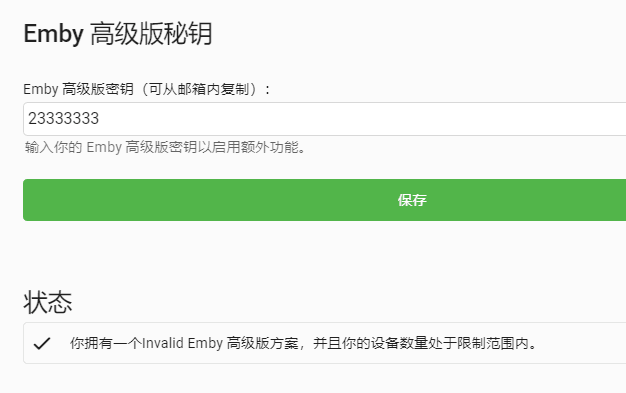 Emby 高级版秘钥
Emby 高级版密钥（可从邮箱内复制）:
23333333
输入你的 Emby 高级版密钥以启用额外功能。
保存
状态
你拥有一个Invalid Emby 高级版方案，并且你的设备数量处于限制范围内。